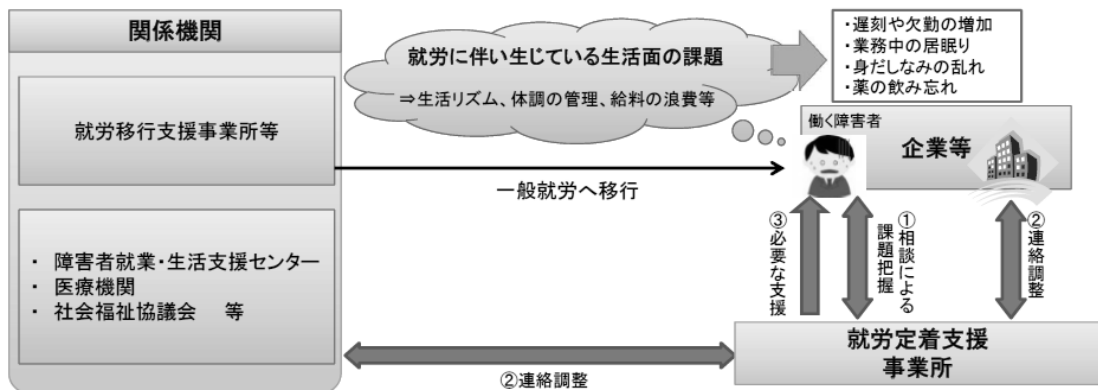 関係機関
就労移行支援事業所等
・ 障害者就業・生活支援センター
・ 医療機関
・ 社会福祉協議会 等
就労に伴い生じている生活面の課題
⇒生活リズム、体調の管理、給料の浪費等
・遅刻や欠勤の増加
・業務中の居眠り
・身だしなみの乱れ
・薬の飲み忘れ
働く障害者
企業等
一般就労へ移行
③必要な支援
①相談による
課題把握
②連絡調整
就労定着支援
事業所
②連絡調整